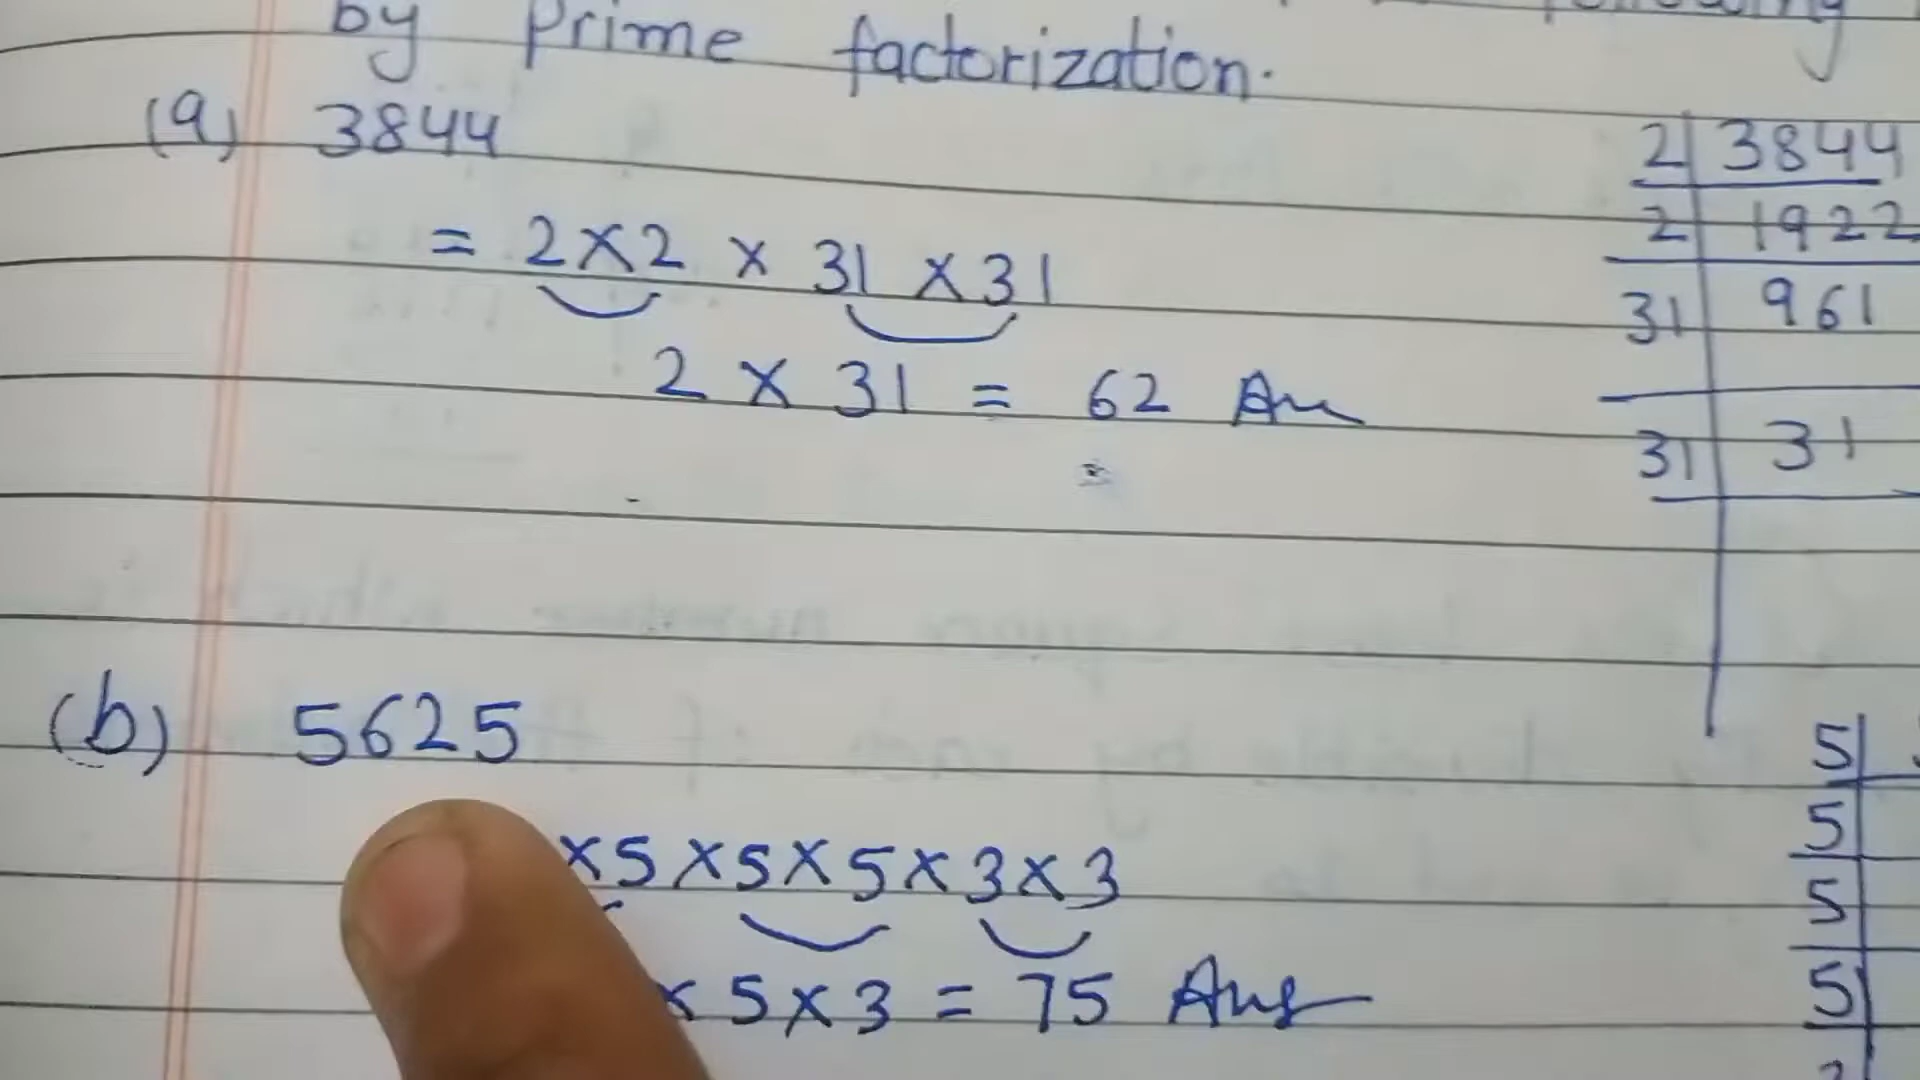 by Prime factorization.
(a) 3844
= 2×2 × 31 × 31
2 × 31 = 62 An
2 3844
2 1922
31 961
31 31
(b) 5625
×5×5×5×3×3
× 5×3 = 75 Ans
5
5
5
5